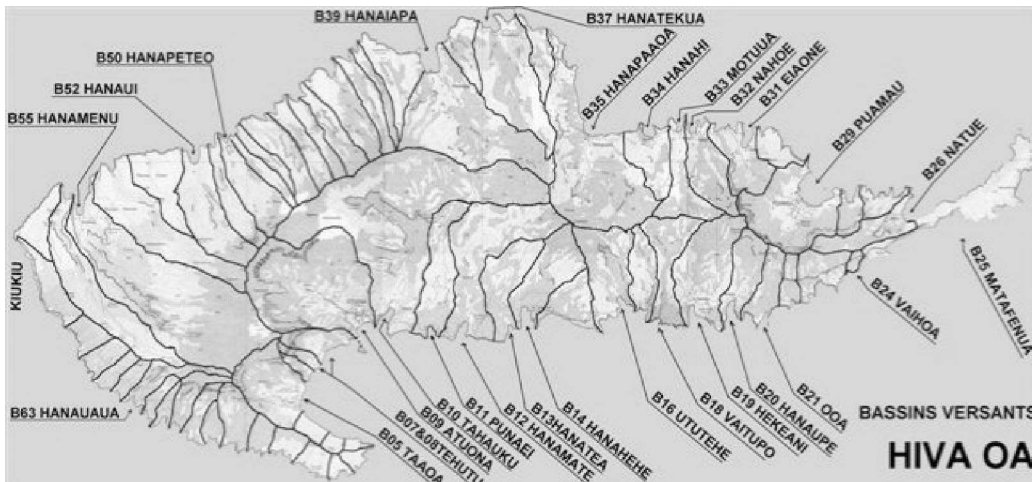 B39 HANAIAPA
B37 HANATEKUA
B50 HANAPETEO
B52 HANAUI
B55 HANAMENU
B35 HANAPAAOA
B34 HANAHI
B33 MOTUUA
B32 NAHOE
B31 EIAONE
B29 PUAMAU
B26 NATUE
KIUKIU
B63 HANAUAUA
B05 TAAOA
B07&08TEHUTU
B09 ATUONA
B10 TAHAUKU
B11 PUNAEI
B12 HANAMATE
B13HANATEA
B14 HANAHEHE
B16 UTUTEHE
B18 VAITUPO
B19 HEKEANI
B20 HANAUPE
B21 OOA
B24 VAIHOA
B25 MATAFENUA
BASSINS VERSANTS
HIVA OA